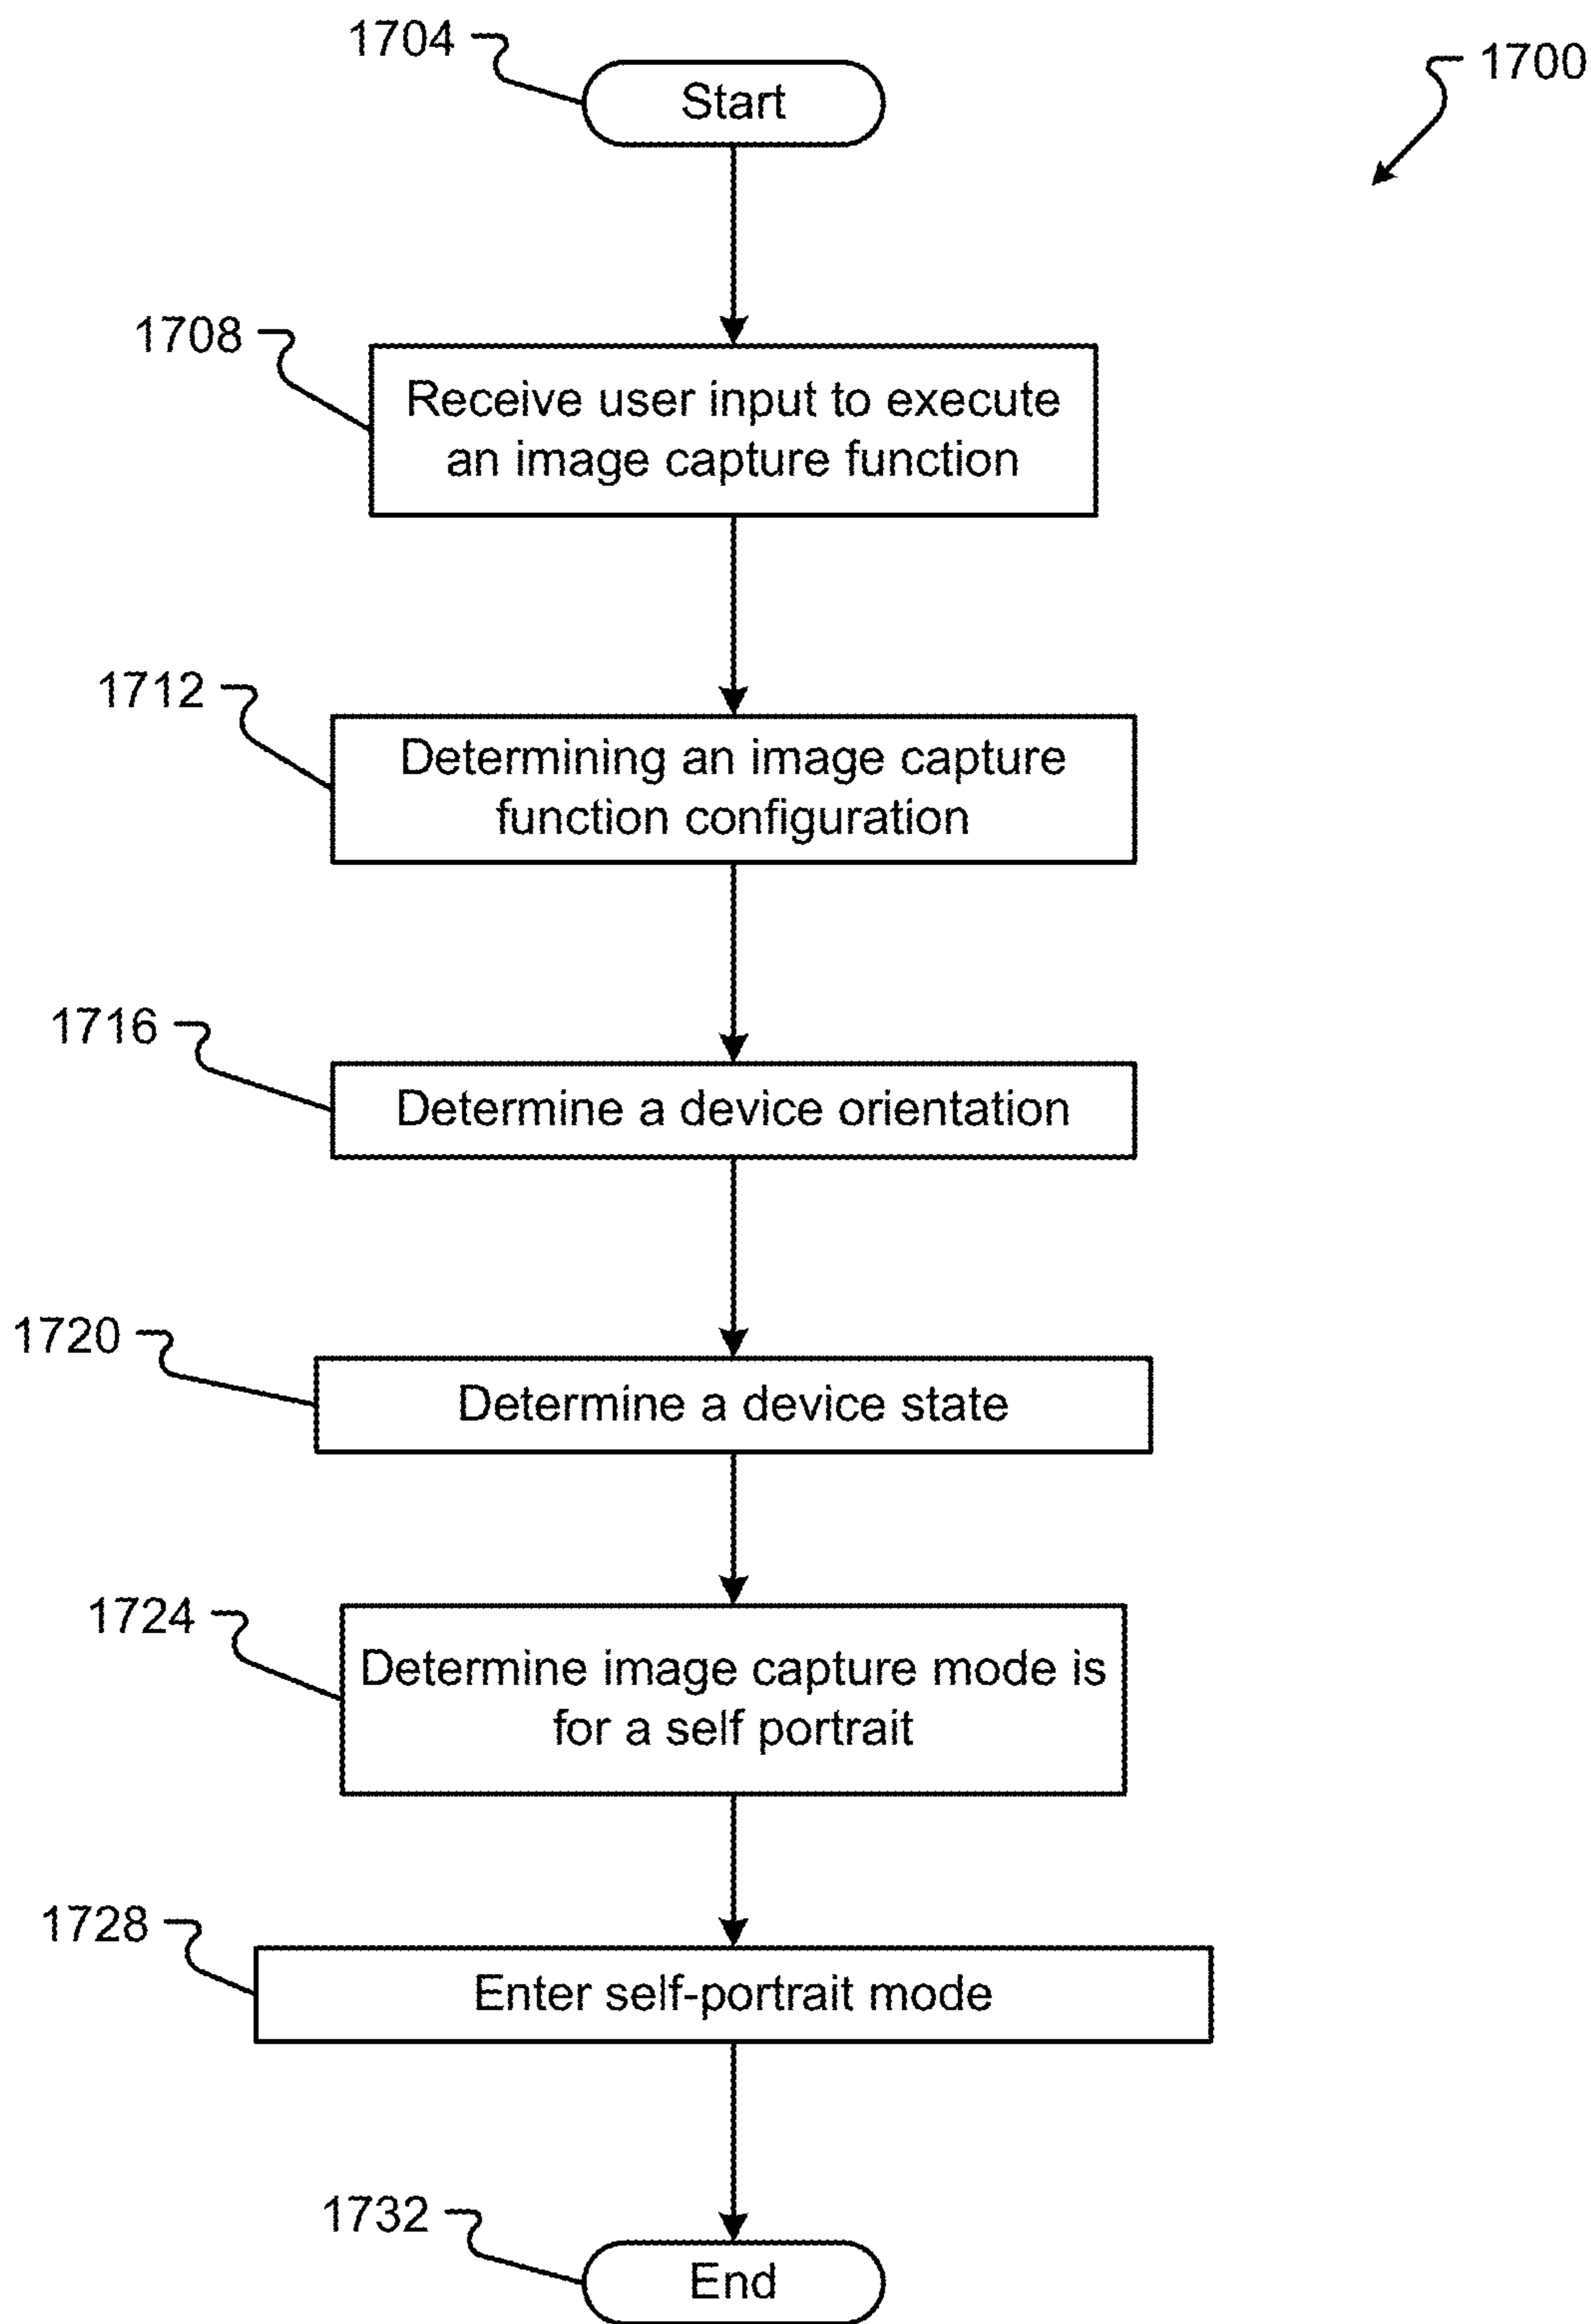 1704
Start
1700
1708
Receive user input to execute
an image capture function
1712
Determining an image capture
function configuration
1716
Determine a device orientation
1720
Determine a device state
1724
Determine image capture mode is
for a self portrait
1728
Enter self-portrait mode
1732
End